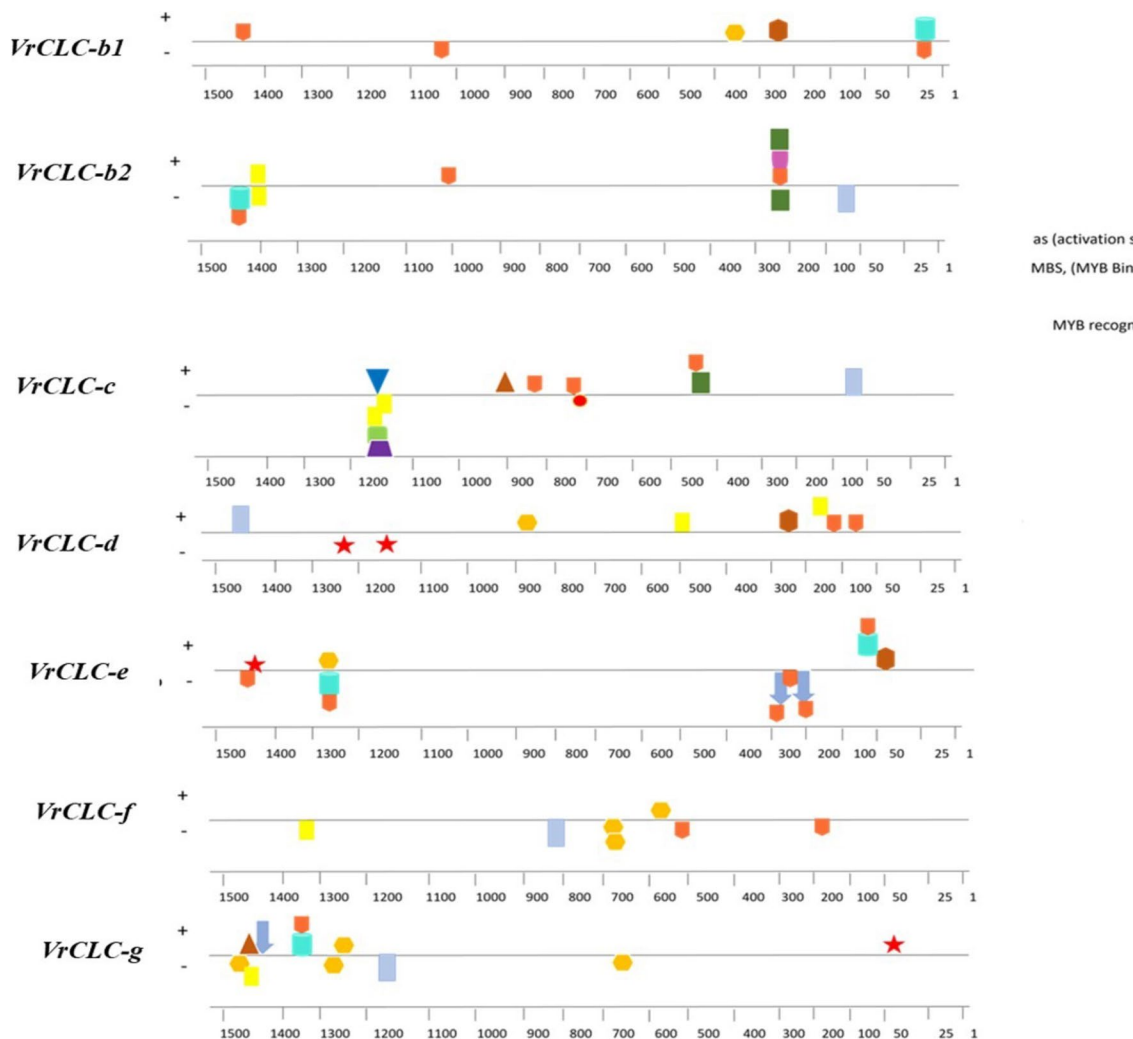 +
VrCLC-b1
-
1500 1400 1300 1200 1100 1000 900 800 700 600 500 400 300 200 100 50 25 1
+
VrCLC-b2
-
as (activation s
1500 1400 1300 1200 1100 1000 900 800 700 600 500 400 300 200 100 50 25 1
MBS, (MYB Bin
MYB recogn
+
VrCLC-c
-
1500 1400 1300 1200 1100 1000 900 800 700 600 500 400 300 200 100 50 25 1
+
VrCLC-d
-
1500 1400 1300 1200 1100 1000 900 800 700 600 500 400 300 200 100 50 25 1
+
VrCLC-e
-
1500 1400 1300 1200 1100 1000 900 800 700 600 500 400 300 200 100 50 25 1
+
VrCLC-f
-
1500 1400 1300 1200 1100 1000 900 800 700 600 500 400 300 200 100 50 25 1
+
VrCLC-g
-
1500 1400 1300 1200 1100 1000 900 800 700 600 500 400 300 200 100 50 25 1